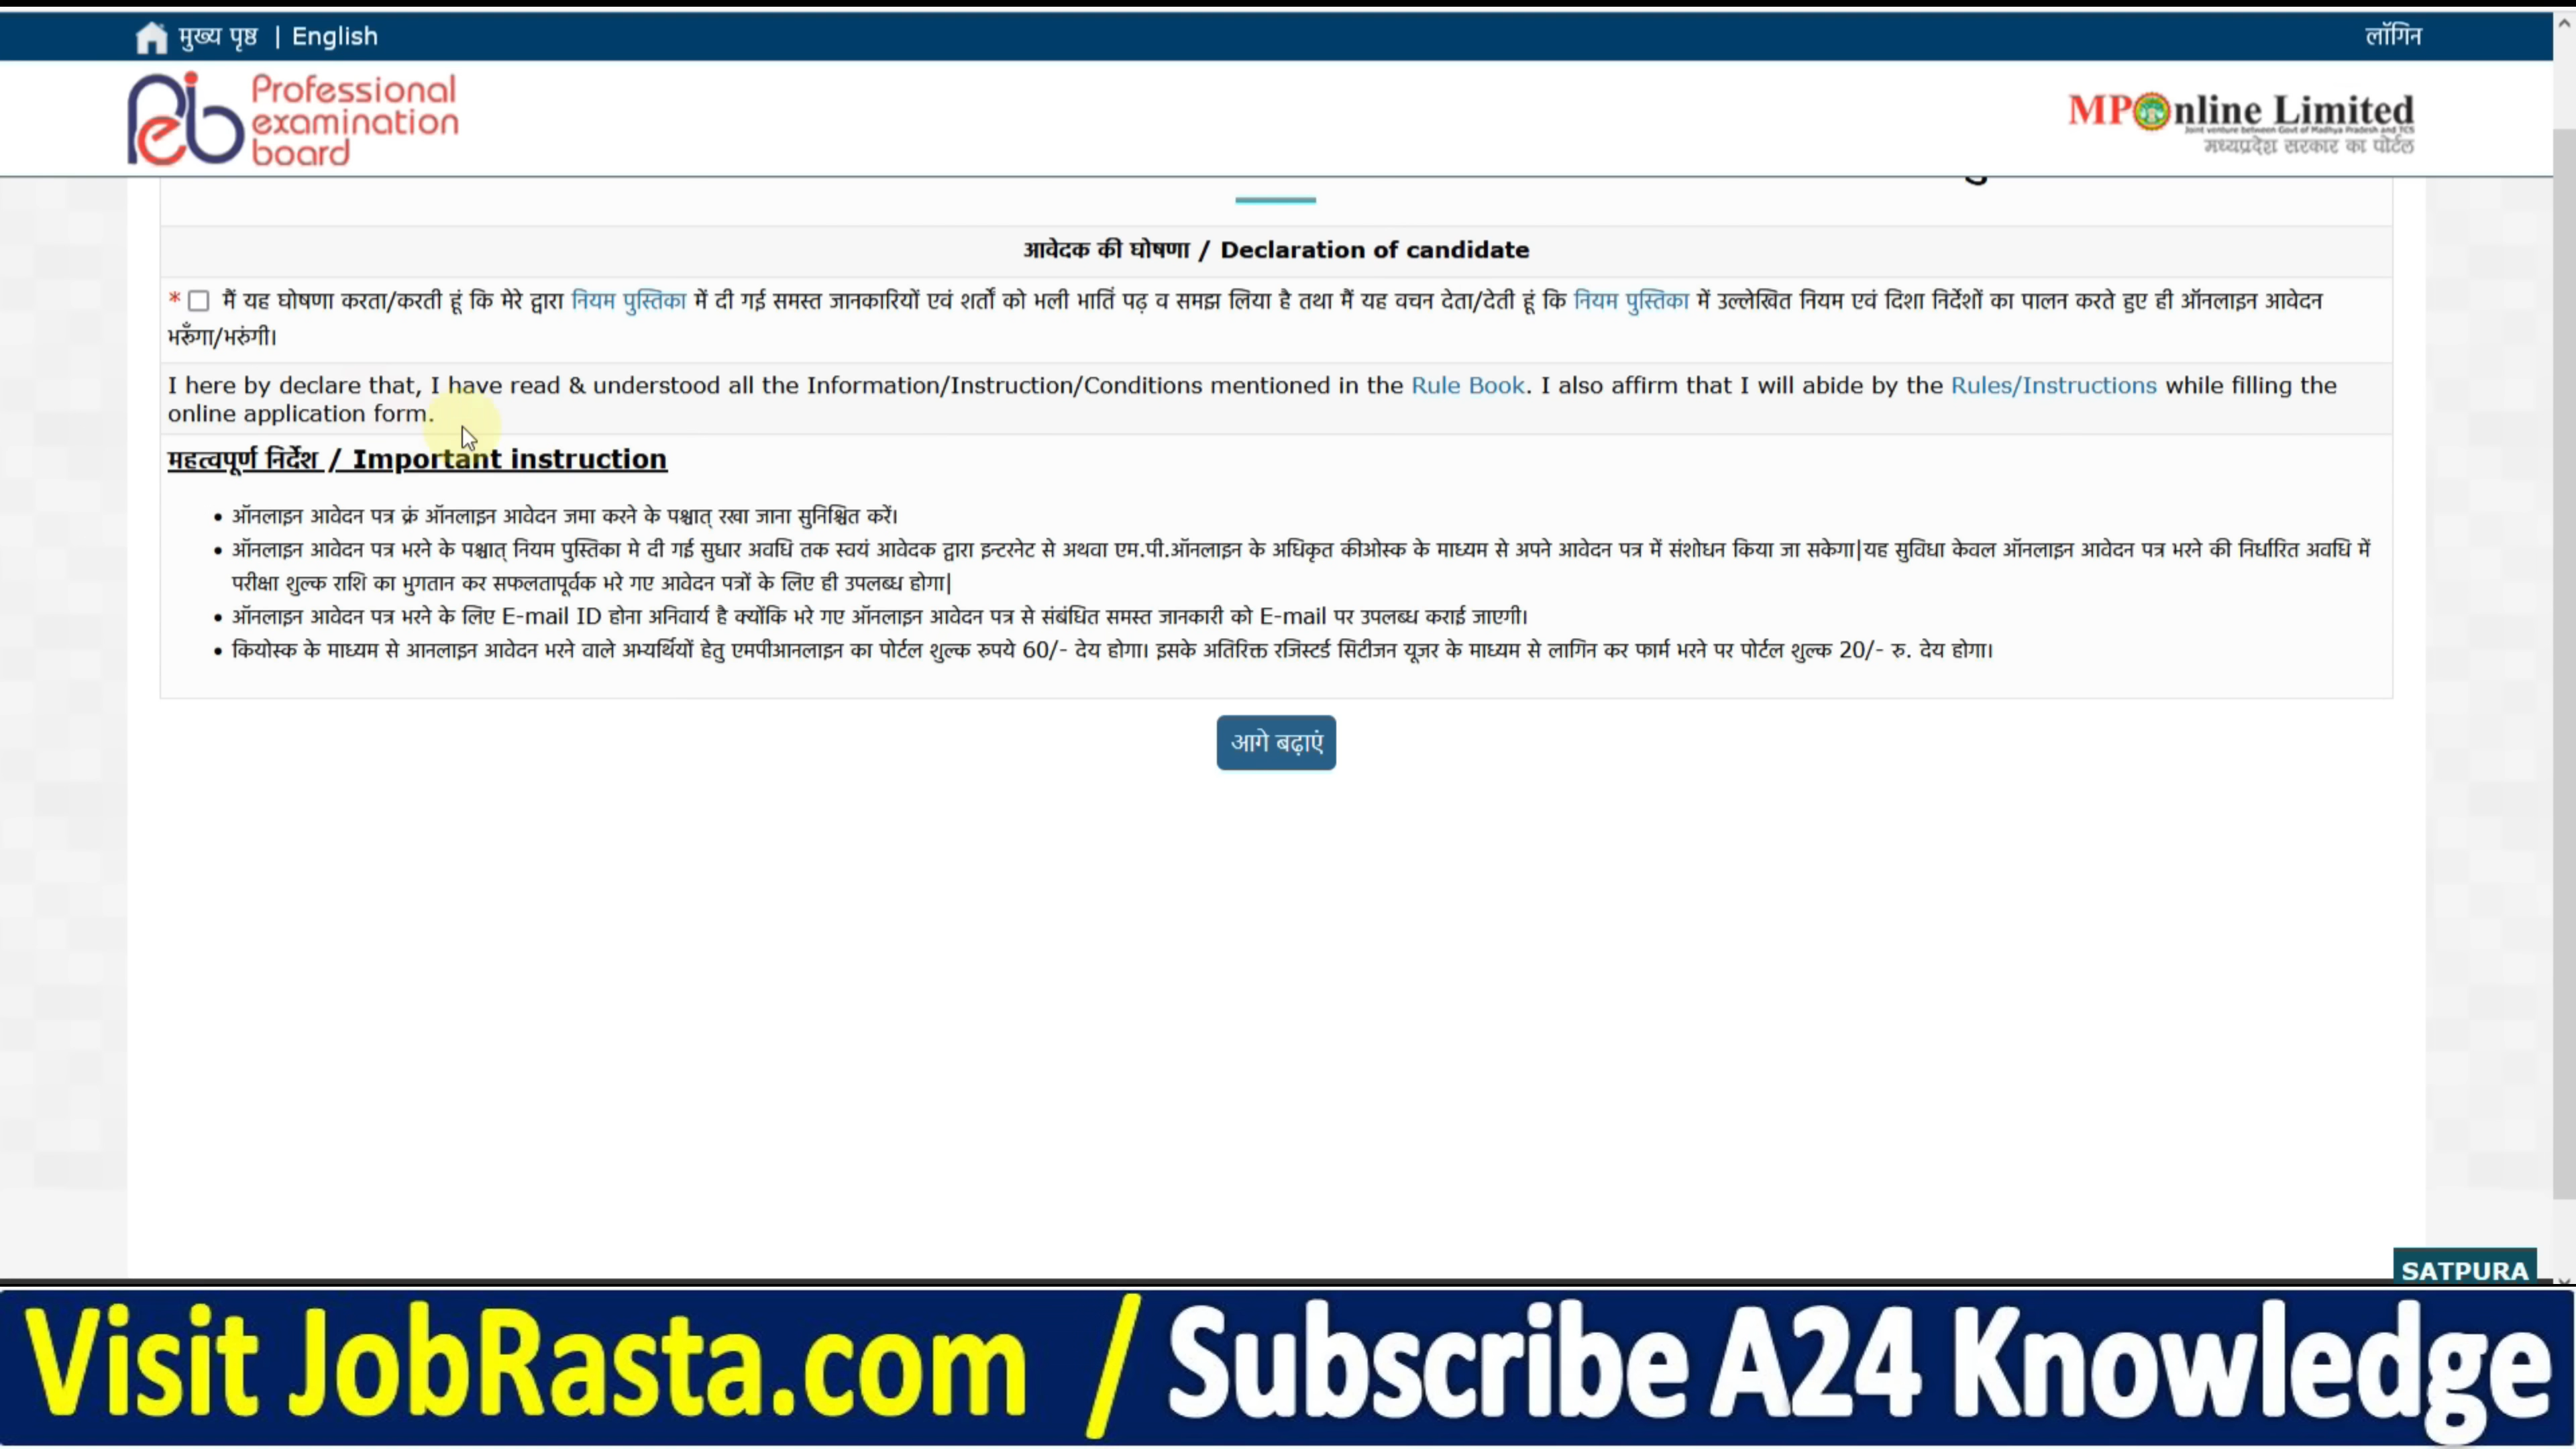 मुख्य पृष्ठ | English
लॉगिन
Professional
examination
board
MPOnline Limited
Joint venture between Govt of Madhya Pradesh and TCS
मध्यप्रदेश सरकार का पोर्टल
आवेदक की घोषणा / Declaration of candidate
* मैं यह घोषणा करता/करती हूं कि मेरे द्वारा नियम पुस्तिका में दी गई समस्त जानकारियों एवं शर्तों को भली भातिं पढ़ व समझ लिया है तथा मैं यह वचन देता/देती हूं कि नियम पुस्तिका में उल्लेखित नियम एवं दिशा निर्देशों का पालन करते हुए ही ऑनलाइन आवेदन
भरूँगा/भरुंगी।
I here by declare that, I have read & understood all the Information/Instruction/Conditions mentioned in the Rule Book. I also affirm that I will abide by the Rules/Instructions while filling the
online application form.
महत्वपूर्ण निर्देश / Important instruction
• ऑनलाइन आवेदन पत्र क्रं ऑनलाइन आवेदन जमा करने के पश्चात् रखा जाना सुनिश्चित करें।
• ऑनलाइन आवेदन पत्र भरने के पश्चात् नियम पुस्तिका मे दी गई सुधार अवधि तक स्वयं आवेदक द्वारा इन्टरनेट से अथवा एम.पी.ऑनलाइन के अधिकृत कीओस्क के माध्यम से अपने आवेदन पत्र में संशोधन किया जा सकेगा|यह सुविधा केवल ऑनलाइन आवेदन पत्र भरने की निर्धारित अवधि में
परीक्षा शुल्क राशि का भुगतान कर सफलतापूर्वक भरे गए आवेदन पत्रों के लिए ही उपलब्ध होगा|
• ऑनलाइन आवेदन पत्र भरने के लिए E-mail ID होना अनिवार्य है क्योंकि भरे गए ऑनलाइन आवेदन पत्र से संबंधित समस्त जानकारी को E-mail पर उपलब्ध कराई जाएगी।
• कियोस्क के माध्यम से आनलाइन आवेदन भरने वाले अभ्यर्थियों हेतु एमपीआनलाइन का पोर्टल शुल्क रुपये 60/- देय होगा। इसके अतिरिक्त रजिस्टर्ड सिटीजन यूजर के माध्यम से लागिन कर फार्म भरने पर पोर्टल शुल्क 20/- रु. देय होगा।
आगे बढ़ाएं
SATPURA
Visit JobRasta.com / Subscribe A24 Knowledge